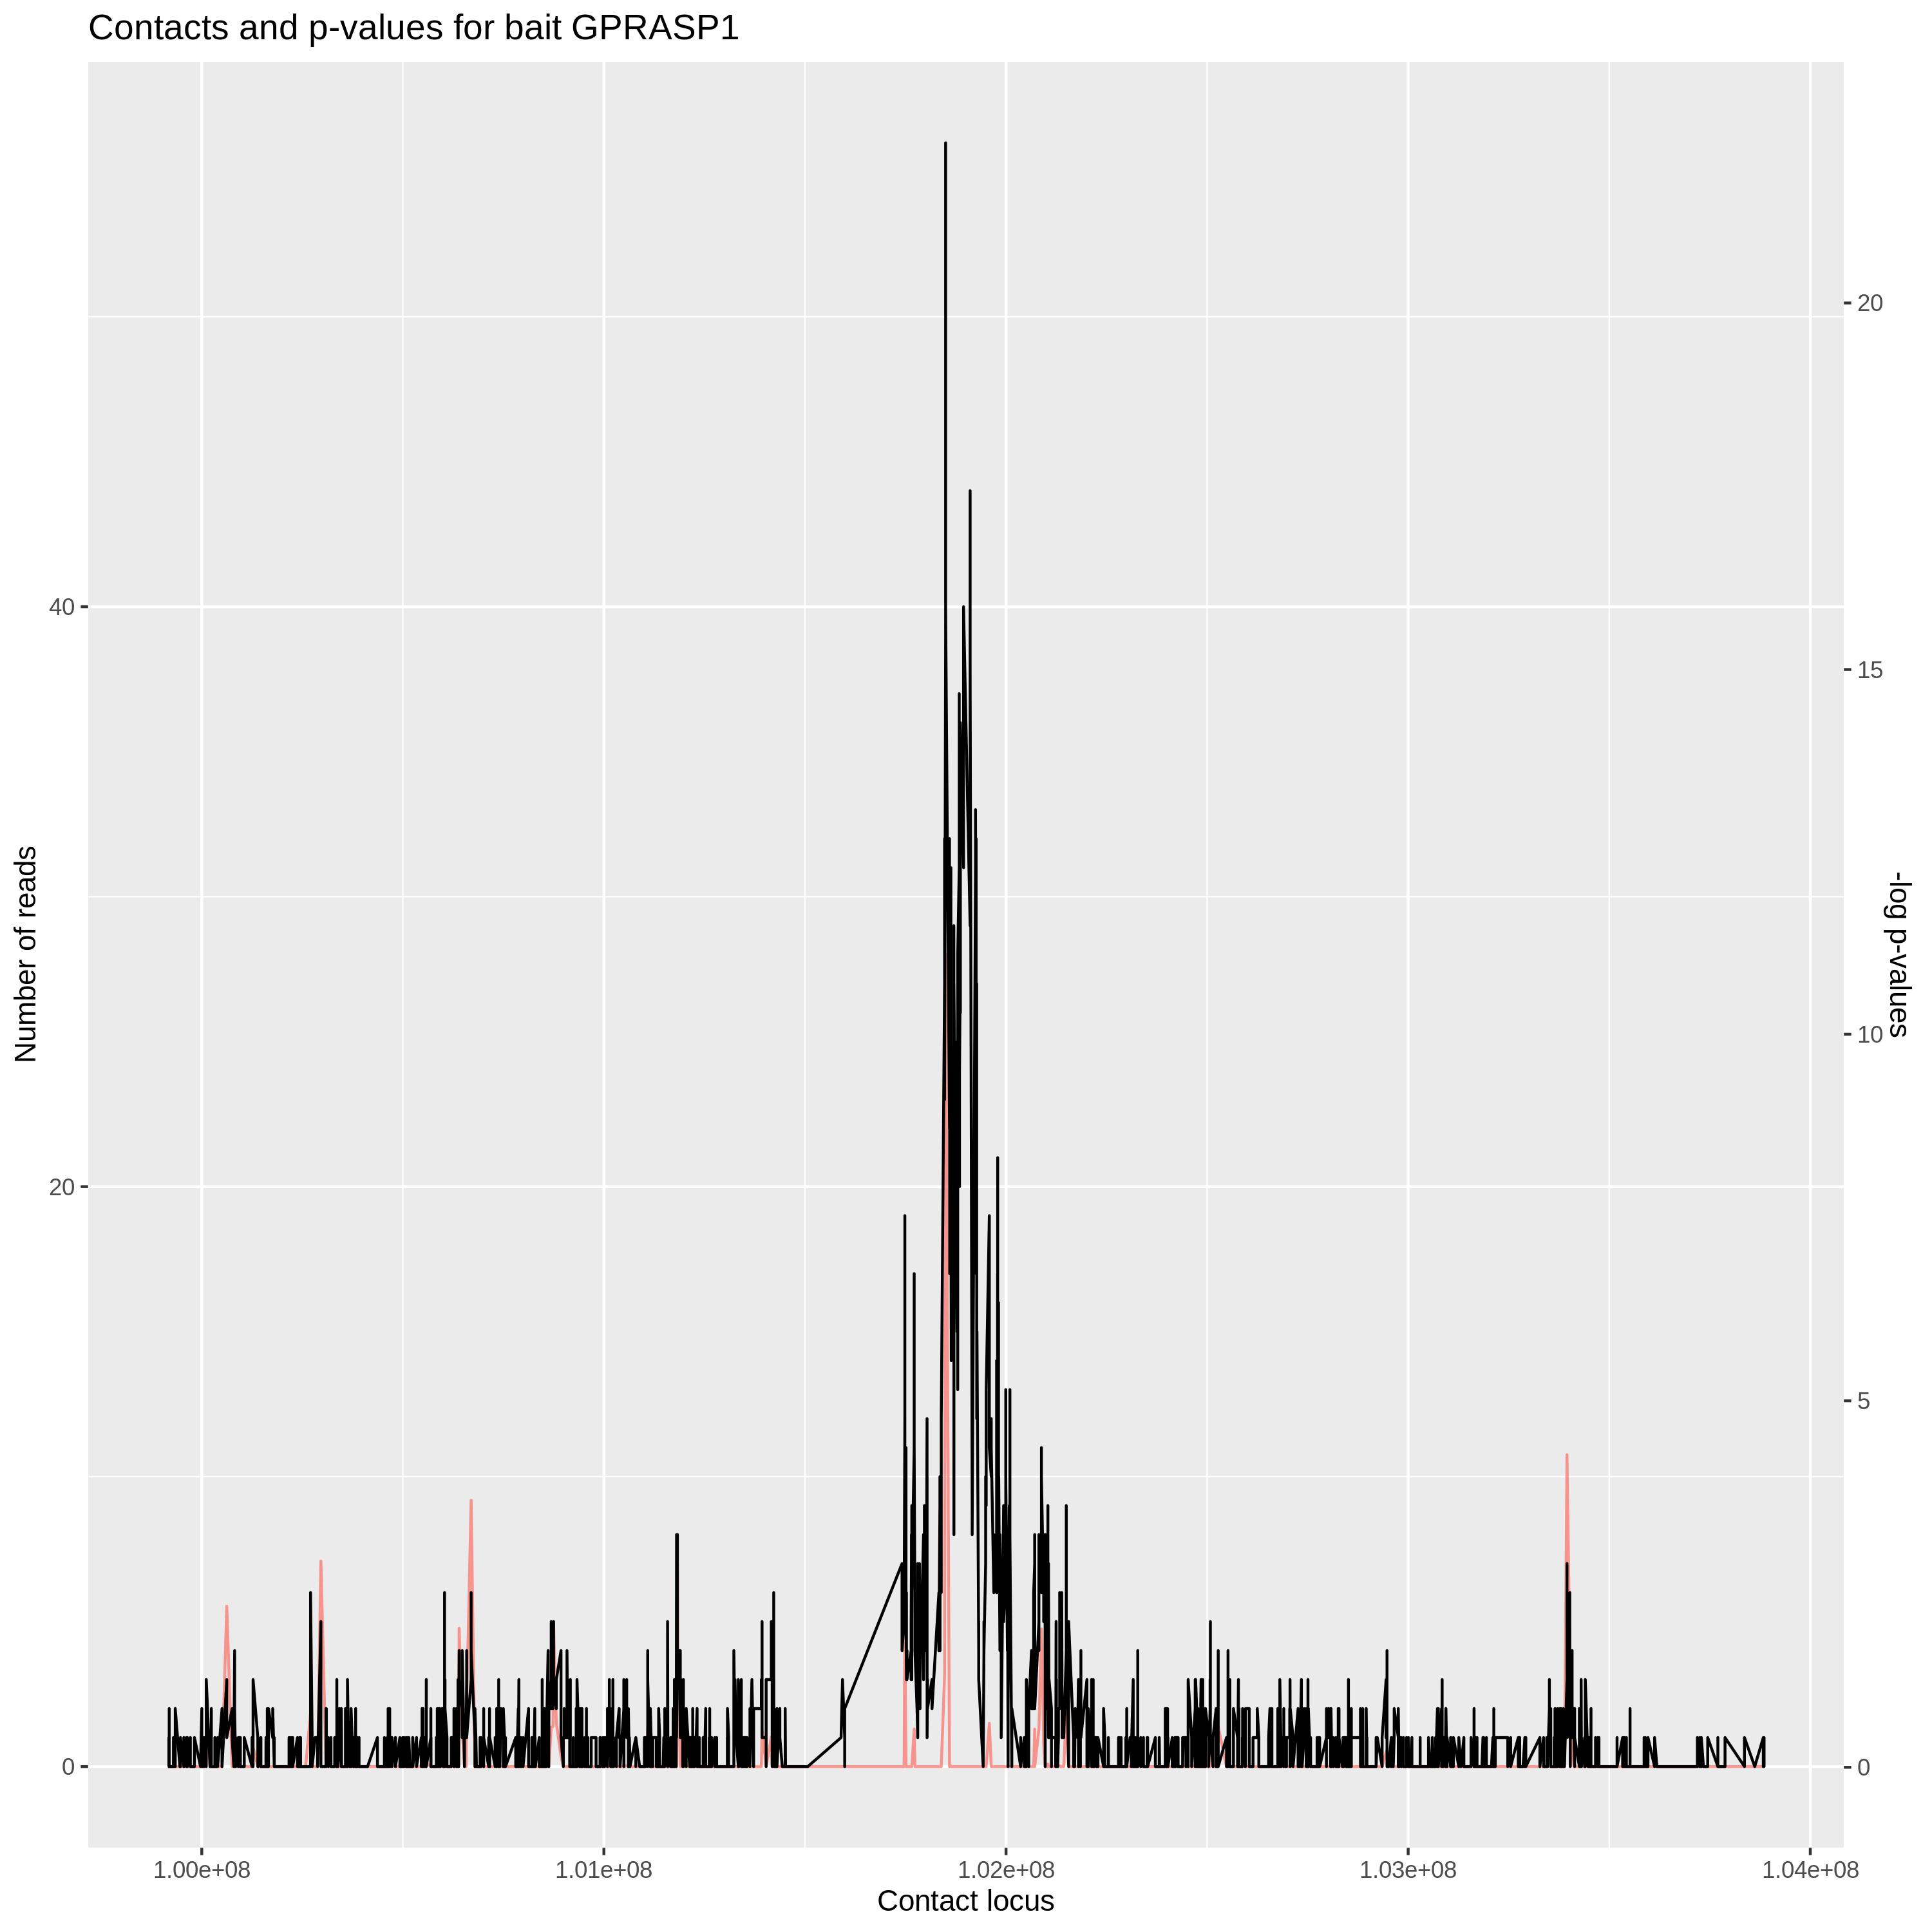 Contacts and p-values for bait GPRASP1
Number of reads
40
20
0
20
15
10
5
0
-log p-values
1.00e+08
1.01e+08
1.02e+08
1.03e+08
1.04e+08
Contact locus